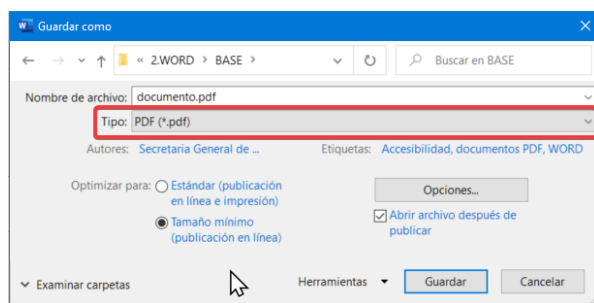 Guardar como
« 2.WORD > BASE >
Buscar en BASE
Nombre de archivo: documento.pdf
Tipo: PDF (*.pdf)
Autores: Secretaria General de ...
Etiquetas: Accesibilidad, documentos PDF, WORD
Optimizar para: Estándar (publicación
en línea e impresión)
Tamaño mínimo
(publicación en línea)
Opciones...
Abrir archivo después de
publicar
Examinar carpetas
Herramientas
Guardar
Cancelar